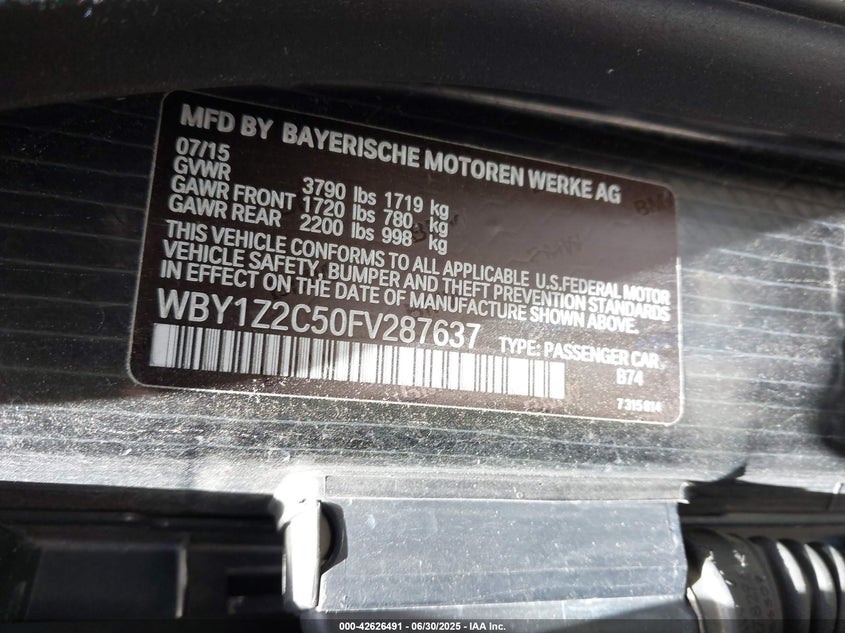 MFD BY BAYERISCHE MOTOREN WERKE AG
07/15
GVWR 3790 lbs 1719 kg
GAWR FRONT 1720 lbs 780 kg
GAWR REAR 2200 lbs 998 kg
THIS VEHICLE CONFORMS TO ALL APPLICABLE U.S.FEDERAL MOTOR
VEHICLE SAFETY, BUMPER AND THEFT PREVENTION STANDARDS
IN EFFECT ON THE DATE OF MANUFACTURE SHOWN ABOVE.
WBY1Z2C50FV287637 TYPE: PASSENGER CAR
B74
7315614
000-42626491 - 06/30/2025 - IAA Inc.